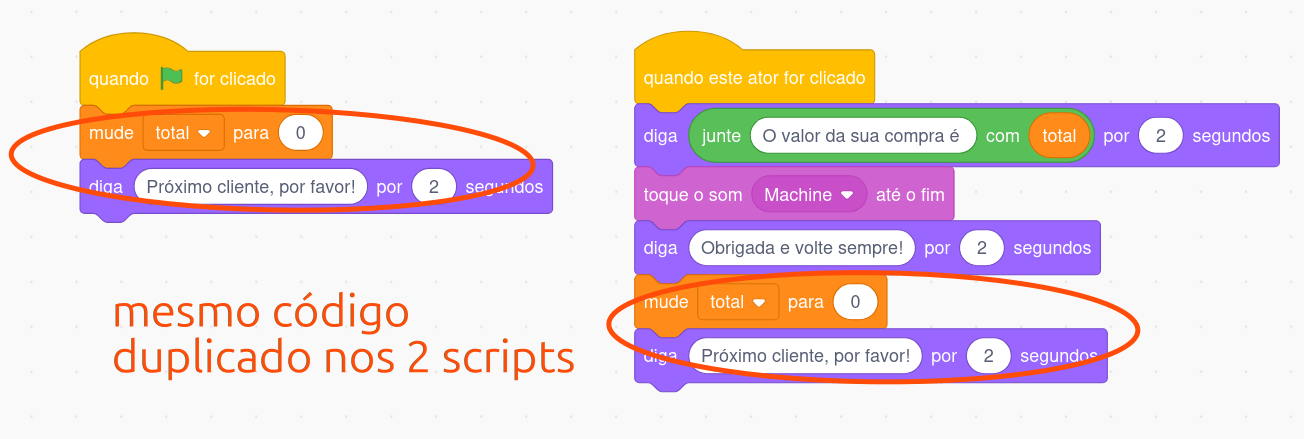 quando for clicado
mude total para 0
diga Próximo cliente, por favor! por 2 segundos
mesmo código
duplicado nos 2 scripts
quando este ator for clicado
diga junte O valor da sua compra é com total por 2 segundos
toque o som Machine até o fim
diga Obrigada e volte sempre! por 2 segundos
mude total para 0
diga Próximo cliente, por favor! por 2 segundos